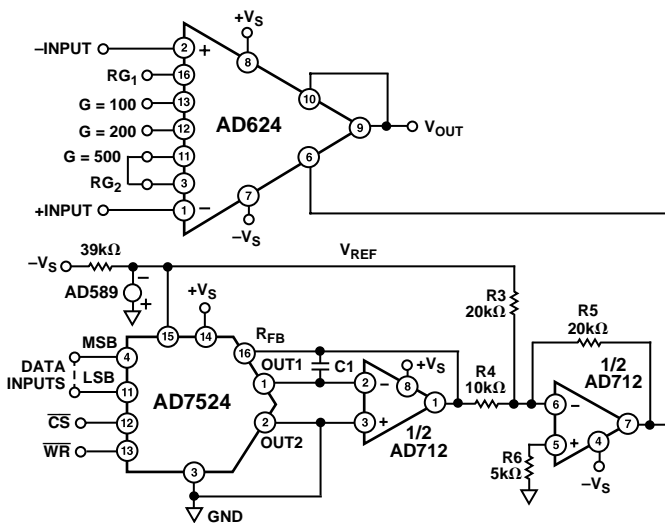 +VS
–INPUT
2
+
8
RG1
16
10
G = 100
13
AD624
G = 200
12
9
VOUT
G = 500
11
6
RG2
3
7
+INPUT
1
–
–VS
39kΩ
–VS
VREF
–
AD589
+
+VS
R3
20kΩ
R5
20kΩ
15
14
RFB
16
MSB
4
OUT1
C1
+VS
R4
10kΩ
1/2
AD712
DATA
INPUTS
LSB
11
1
2
–
8
1
6
–
7
AD7524
CS
12
2
3
+
5
+
4
OUT2
1/2
AD712
WR
13
R6
5kΩ
–VS
3
GND